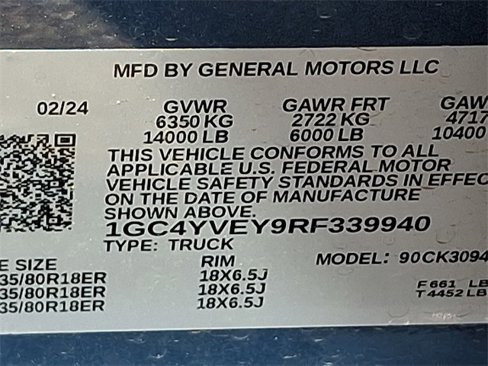 MFD BY GENERAL MOTORS LLC
02/24 GVWR GAWR FRT GAW
6350 KG 2722 KG 4717
14000 LB 6000 LB 10400
THIS VEHICLE CONFORMS TO ALL
APPLICABLE U.S. FEDERAL MOTOR
VEHICLE SAFETY STANDARDS IN EFFEC
ON THE DATE OF MANUFACTURE
SHOWN ABOVE.
1GC4YVEY9RF339940
TYPE: TRUCK MODEL: 90CK3094
E SIZE RIM
35/80R18ER 18X6.5J F 661 LB
35/80R18ER 18X6.5J T 4452 LB
35/80R18ER 18X6.5J